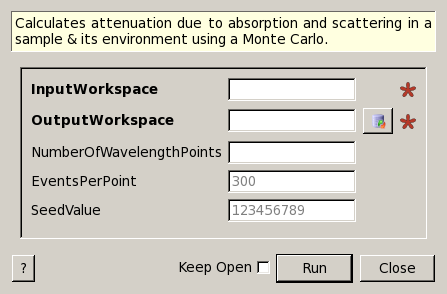 Calculates attenuation due to absorption and scattering in a
sample & its environment using a Monte Carlo.
InputWorkspace *
OutputWorkspace *
NumberOfWavelengthPoints
EventsPerPoint 300
SeedValue 123456789
? Keep Open Run Close